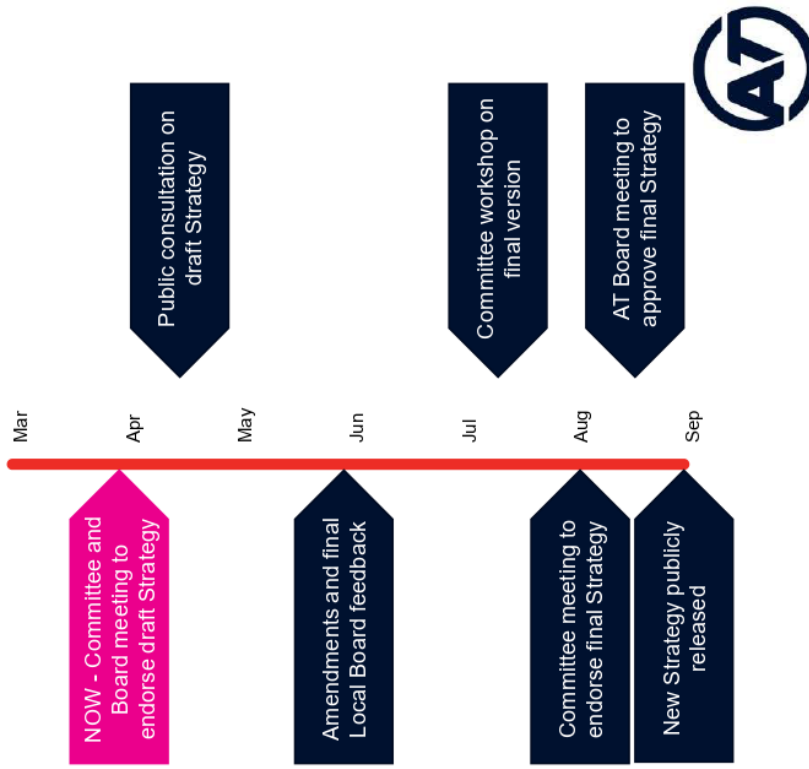 Mar
Apr
May
Jun
Jul
Aug
Sep
NOW - Committee and
Board meeting to
endorse draft Strategy
Public consultation on
draft Strategy
Amendments and final
Local Board feedback
Committee workshop on
final version
Committee meeting to
endorse final Strategy
AT Board meeting to
approve final Strategy
New Strategy publicly
released
AT